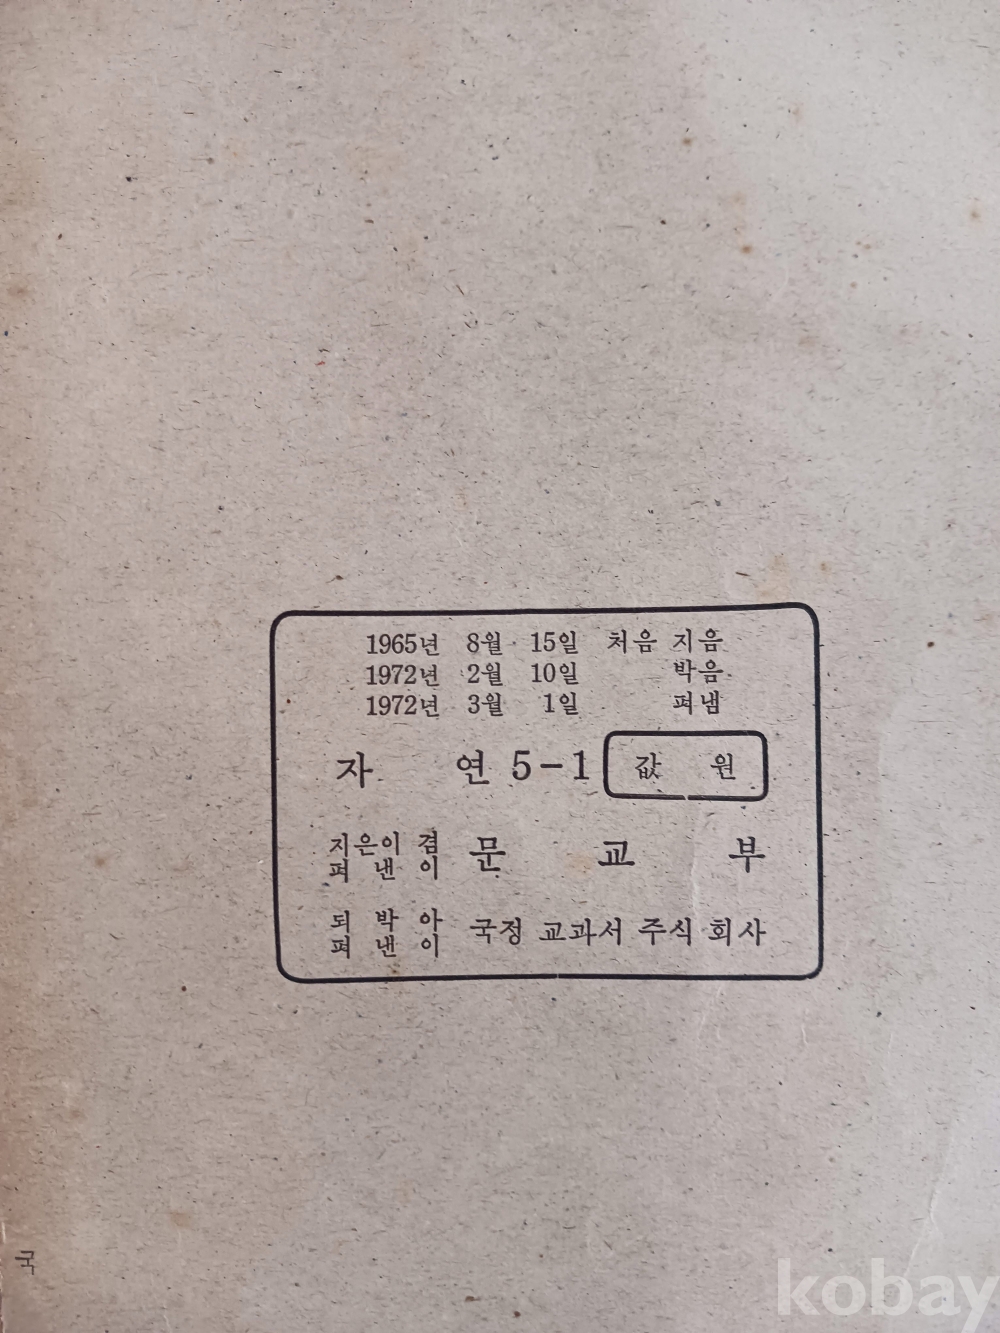 1965년 8월 15일 처음 지음
1972년 2월 10일 박음
1972년 3월 1일 펴냄
자 연 5-1 값 원
지은이 겸
펴 낸 이
문 교 부
되 박 아
펴 낸 이
국정 교과서 주식 회사
국
kobay